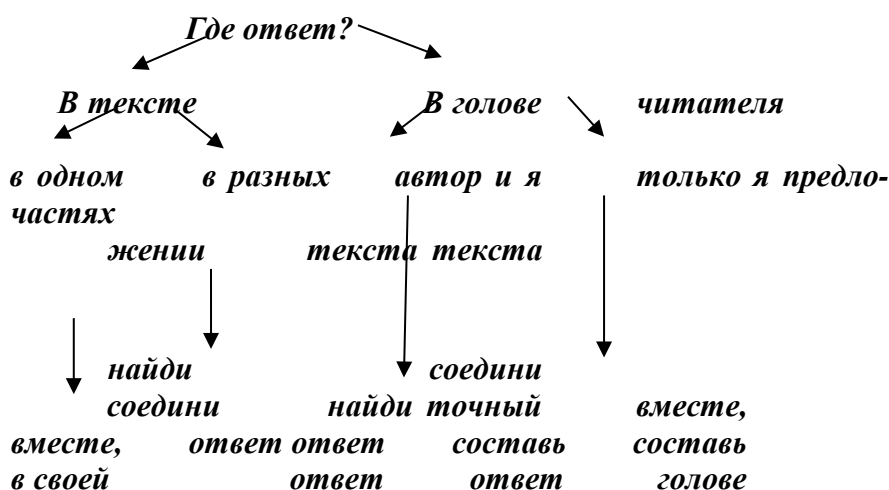 Где ответ?
В тексте В голове читателя
в одном в разных автор и я только я предло-
частях
жении текста текста
найди соедини
соедини найди точный вместе,
вместе, ответ ответ составь составь
в своей ответ ответ голове